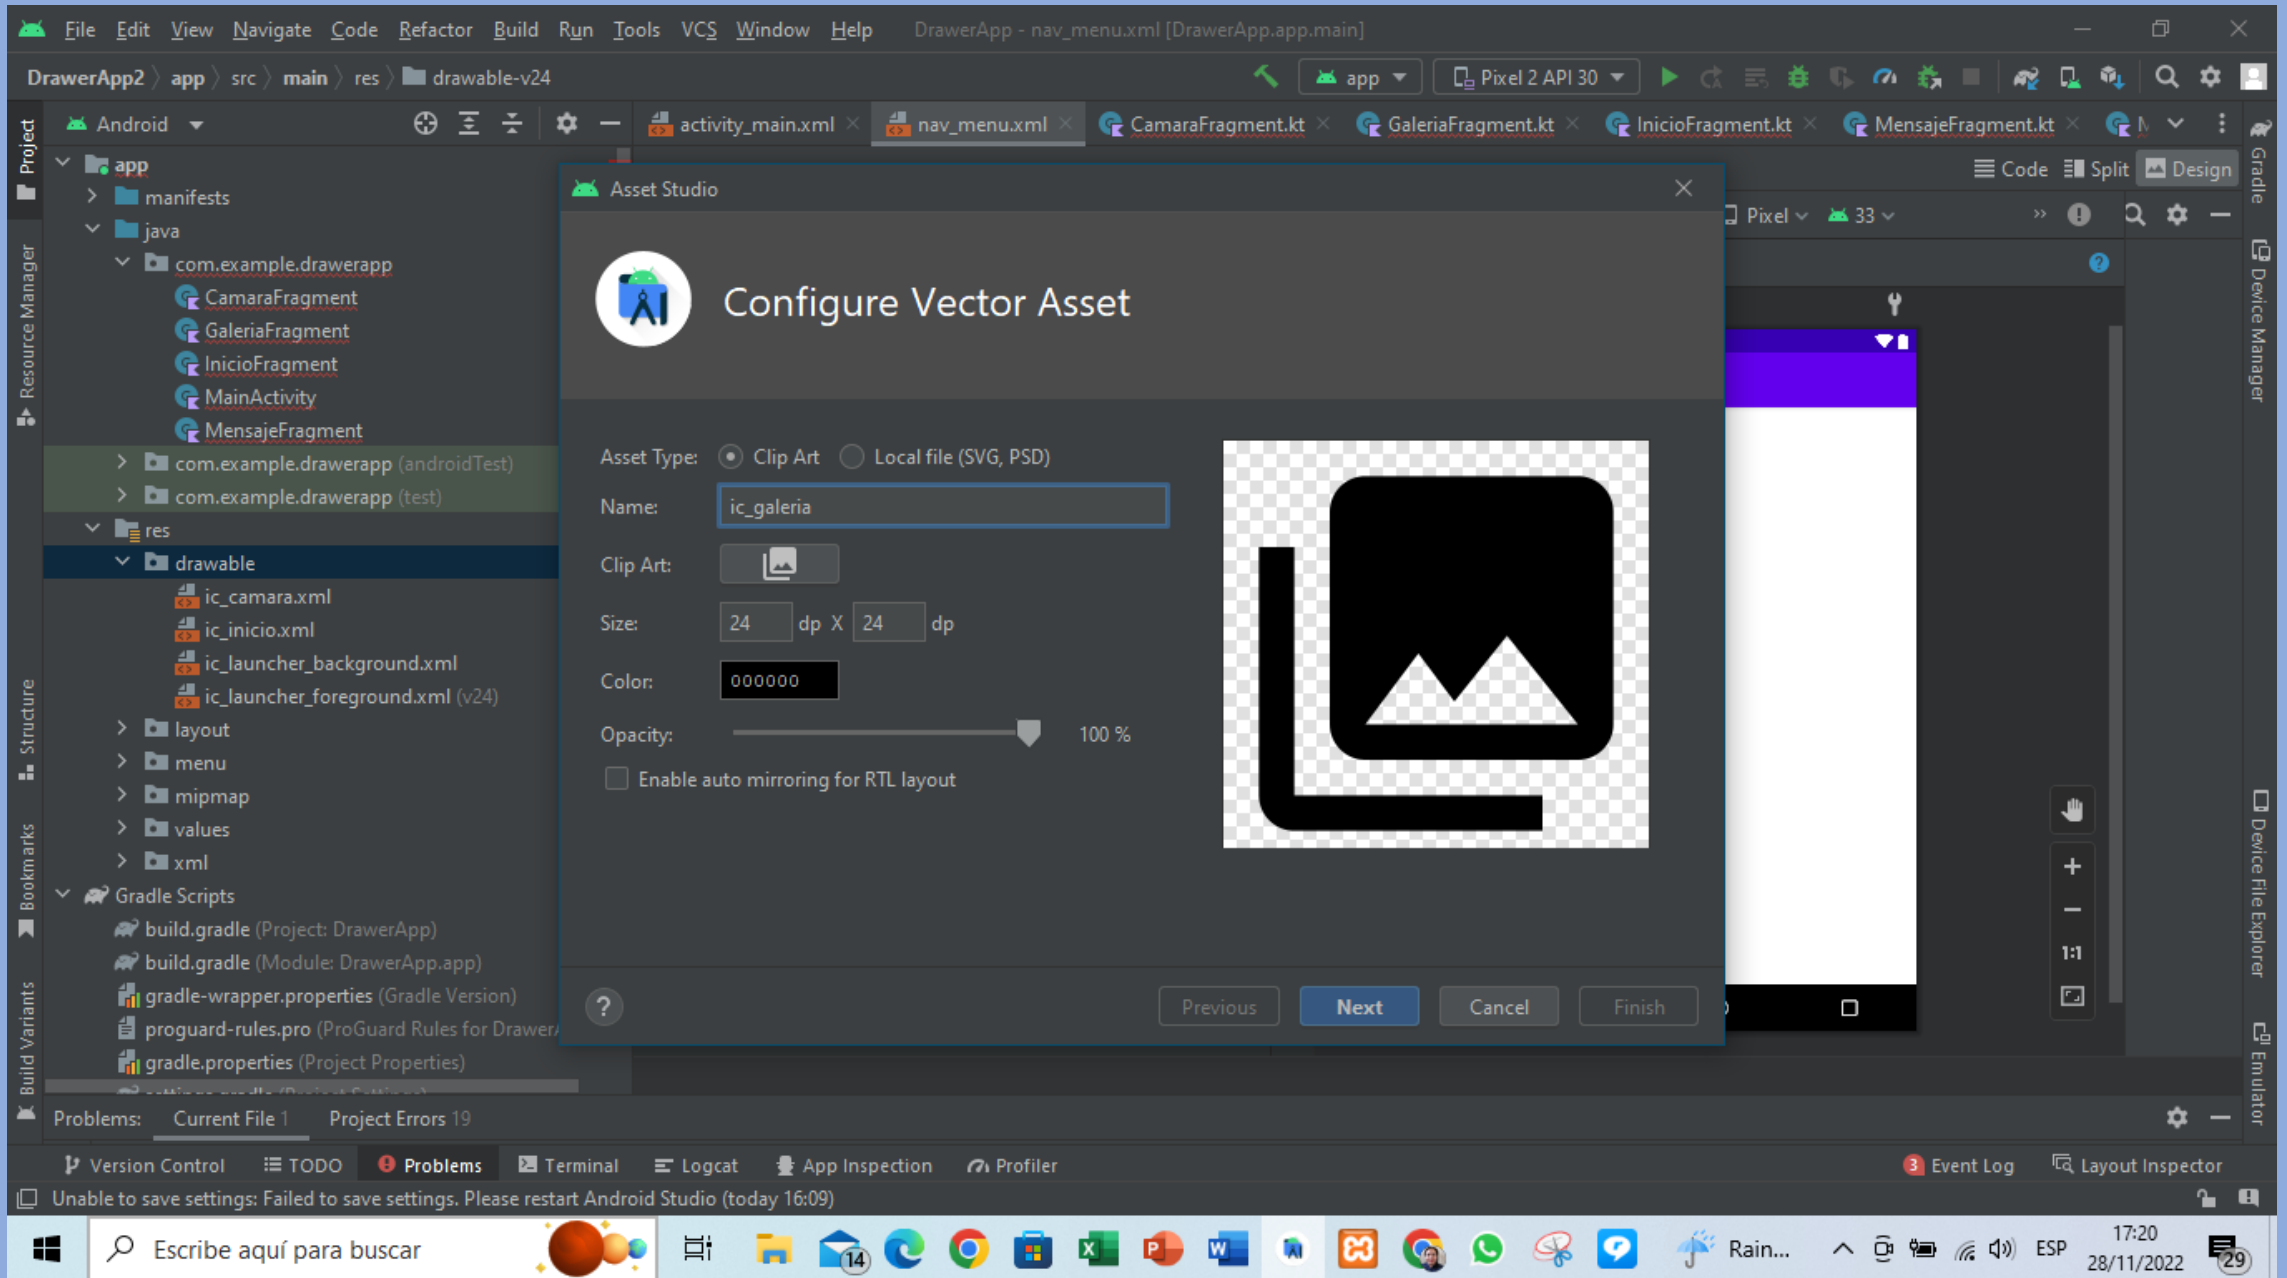 File Edit View Navigate Code Refactor Build Run Tools VCS Window Help DrawerApp - nav_menu.xml [DrawerApp.app.main]
DrawerApp2 app src main res drawable-v24 app Pixel 2 API 30
Android activity_main.xml nav_menu.xml CamaraFragment.kt GaleriaFragment.kt InicioFragment.kt MensajeFragment.kt
Code Split Design
Pixel 33
Project
Resource Manager
Structure
Bookmarks
Build Variants
app
manifests
java
com.example.drawerapp
CamaraFragment
GaleriaFragment
InicioFragment
MainActivity
MensajeFragment
com.example.drawerapp (androidTest)
com.example.drawerapp (test)
res
drawable
ic_camara.xml
ic_inicio.xml
ic_launcher_background.xml
ic_launcher_foreground.xml (v24)
layout
menu
mipmap
values
xml
Gradle Scripts
build.gradle (Project: DrawerApp)
build.gradle (Module: DrawerApp.app)
gradle-wrapper.properties (Gradle Version)
proguard-rules.pro (ProGuard Rules for Drawer
gradle.properties (Project Properties)
Asset Studio
Configure Vector Asset
Asset Type: Clip Art Local file (SVG, PSD)
Name: ic_galeria
Clip Art:
Size: 24 dp X 24 dp
Color: 000000
Opacity: 100 %
Enable auto mirroring for RTL layout
? Previous Next Cancel Finish
1:1
Gradle
Device Manager
Device File Explorer
Emulator
Problems: Current File 1 Project Errors 19
Version Control TODO Problems Terminal Logcat App Inspection Profiler 3 Event Log Layout Inspector
Unable to save settings: Failed to save settings. Please restart Android Studio (today 16:09)
Escribe aquí para buscar 14 Rain... ESP 17:20
28/11/2022 29